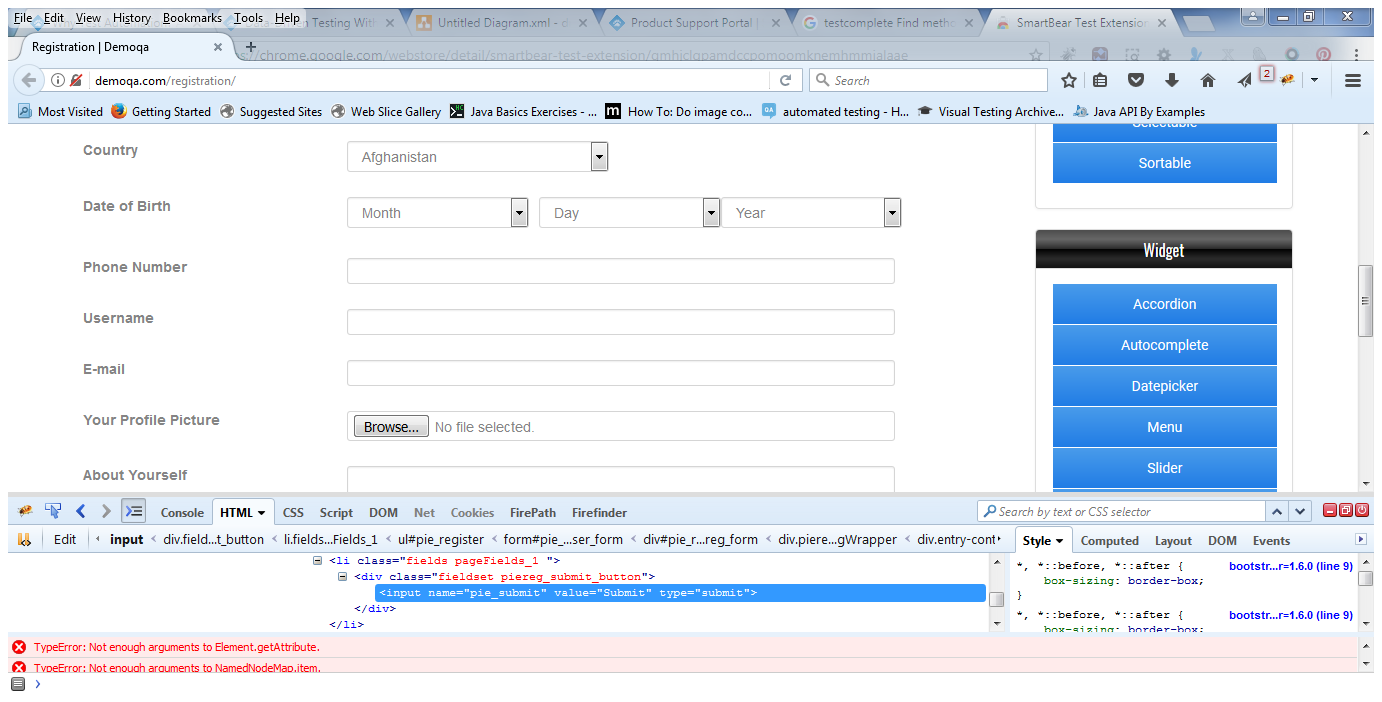 File Edit View History Bookmarks Tools Help
Testing Wit
Untitled Diagram.xml - d
Product Support Portal |
testcomplete Find metho
SmartBear Test Extension
Registration | Demoqa
chrome.google.com/webstore/detail/smartbear-test-extension/
demoqa.com/registration/
Search
2
Most Visited Getting Started Suggested Sites Web Slice Gallery Java Basics Exercises - ... How To: Do image co... automated testing - H... Visual Testing Archive... Java API By Examples
Selectable
Sortable
Country
Afghanistan
Date of Birth
Month
Day
Year
Phone Number
Username
E-mail
Your Profile Picture
Browse... No file selected.
About Yourself
Widget
Accordion
Autocomplete
Datepicker
Menu
Slider
Console HTML CSS Script DOM Net Cookies FirePath Firefinder
Search by text or CSS selector
Edit input < div.field...t_button < li.fields...Fields_1 < ul#pie_register < form#pie_...ser_form < div#pie_r...reg_form < div.piere...gWrapper < div.entry-cont
Style Computed Layout DOM Events
<li class="fields pageFields_1 ">
<div class="fieldset piereg_submit_button">
<input name="pie_submit" value="Submit" type="submit">
</div>
</li>
*, *::before, *::after { bootstr...r=1.6.0 (line 9)
box-sizing: border-box;
}
*, *::before, *::after { bootstr...r=1.6.0 (line 9)
box-sizing: border-box;
TypeError: Not enough arguments to Element.getAttribute.
TypeError: Not enough arguments to NamedNodeMap.item.